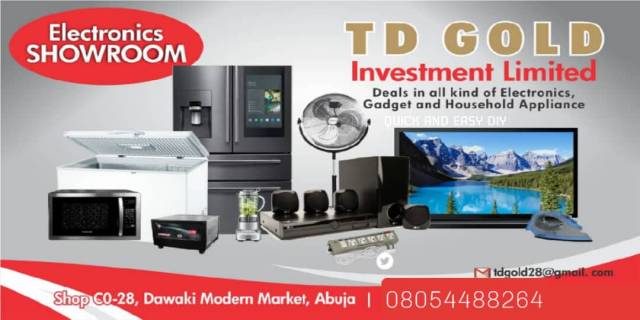 Electronics
SHOWROOM
TD GOLD
Investment Limited
Deals in all kind of Electronics,
Gadget and Household Appliance
QUICK AND EASY DIY
tdgold28@gmail. com
Shop C0-28, Dawaki Modern Market, Abuja | 08054488264